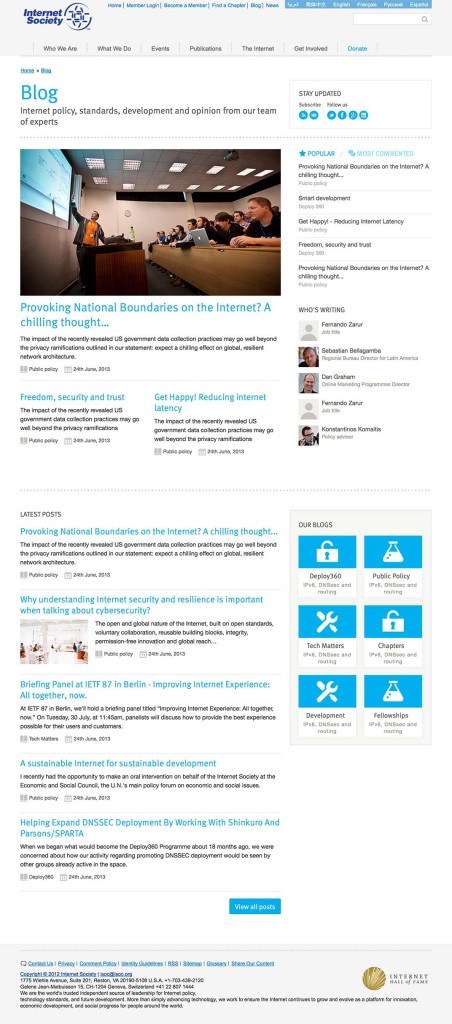 Internet Society
Home | Member Login | Become a Member | Find a Chapter | Blog | News
العربية 简体中文 English Français Русский Español
Who We Are What We Do Events Publications The Internet Get Involved Donate
Home » Blog
Blog
Internet policy, standards, development and opinion from our team
of experts
STAY UPDATED
Subscribe Follow us
POPULAR / MOST COMMENTED
Provoking National Boundaries on the Internet? A
chilling thought...
Public policy
Smart development
Deploy 360
Get Happy! - Reducing Internet Latency
Public policy
Freedom, security and trust
Deploy 360
Provoking National Boundaries on the Internet? A
chilling thought...
Public policy
Provoking National Boundaries on the Internet? A
chilling thought...
The impact of the recently revealed US government data collection practices may go well beyond
the privacy ramifications outlined in our statement: expect a chilling effect on global, resilient
network architecture.
Public policy 24th June, 2013
Freedom, security and trust
The impact of the recently revealed US
government data collection practices may go
well beyond the privacy ramifications
Public policy 24th June, 2013
Get Happy! Reducing internet
latency
The impact of the recently revealed US
government data collection practices may go
well beyond the privacy ramifications
Public policy 24th June, 2013
WHO'S WRITING
Fernando Zarur
Job title
Sebastian Bellagamba
Regional Bureau Director for Latin America
Dan Graham
Online Marketing Programmes Director
Fernando Zarur
Job title
Konstantinos Komaitis
Policy advisor
LATEST POSTS
Provoking National Boundaries on the Internet? A chilling thought...
The impact of the recently revealed US government data collection practices may go well beyond
the privacy ramifications outlined in our statement: expect a chilling effect on global, resilient
network architecture.
Public policy 24th June, 2013
Why understanding Internet security and resilience is important
when talking about cybersecurity?
The open and global nature of the Internet, built on open standards,
voluntary collaboration, reusable building blocks, integrity,
permission-free innovation and global reach...
Public policy 24th June, 2013
Briefing Panel at IETF 87 in Berlin - Improving Internet Experience:
All together, now.
At IETF 87 in Berlin, we'll hold a briefing panel titled "Improving Internet Experience: All together,
now." On Tuesday, 30 July, at 11:45am, panelists will discuss how to provide the best experience
possible for their users and customers.
Tech Matters 24th June, 2013
A sustainable Internet for sustainable development
I recently had the opportunity to make an oral intervention on behalf of the Internet Society at the
Economic and Social Council, the U.N.'s main policy forum on economic and social issues.
Public policy 24th June, 2013
Helping Expand DNSSEC Deployment By Working With Shinkuro And
Parsons/SPARTA
When we began what would become the Deploy360 Programme about 18 months ago, we were
concerned about how our activity regarding promoting DNSSEC deployment would be seen by
other groups already active in the space.
Deploy360 24th June, 2013
View all posts
OUR BLOGS
Deploy360
IPv6, DNSsec and
routing
Public Policy
IPv6, DNSsec and
routing
Tech Matters
IPv6, DNSsec and
routing
Chapters
IPv6, DNSsec and
routing
Development
IPv6, DNSsec and
routing
Fellowships
IPv6, DNSsec and
routing
Contact Us | Privacy | Comment Policy | Identity Guidelines | RSS | Sitemap | Glossary | Share Our Content
Copyright © 2012 Internet Society | isoc@isoc.org
1775 Wiehle Avenue, Suite 201, Reston, VA 20190-5108 U.S.A. +1-703-439-2120
Galerie Jean-Malbuisson 15, CH-1204 Geneva, Switzerland +41 22 807 1444
We are the world's trusted independent source of leadership for Internet policy,
technology standards, and future development. More than simply advancing technology, we work to ensure the Internet continues to grow and evolve as a platform for innovation,
economic development, and social progress for people around the world.
INTERNET
HALL of FAME